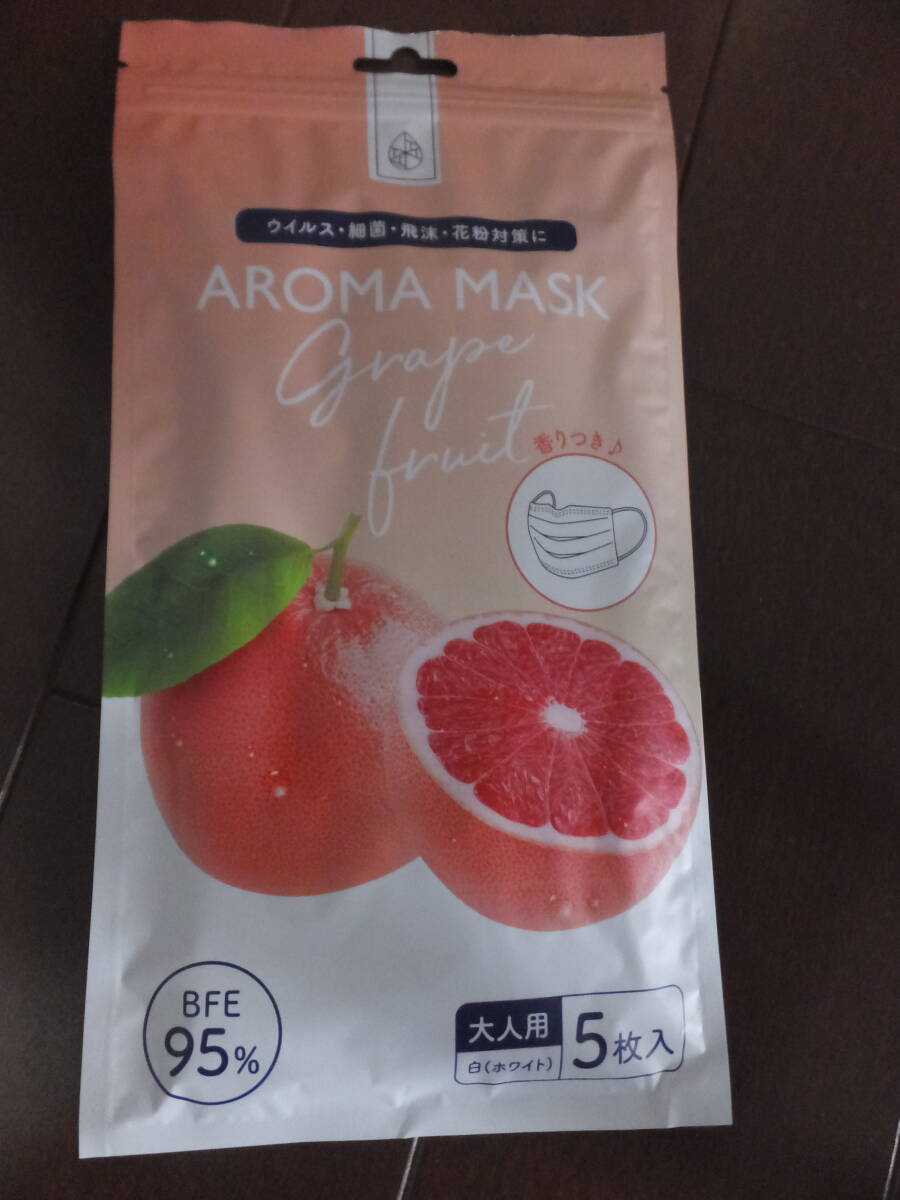 ウイルス・細菌・飛沫・花粉対策に
AROMA MASK
Grape
fruit
香りつき♪
BFE
95%
大人用
白(ホワイト)
5枚入